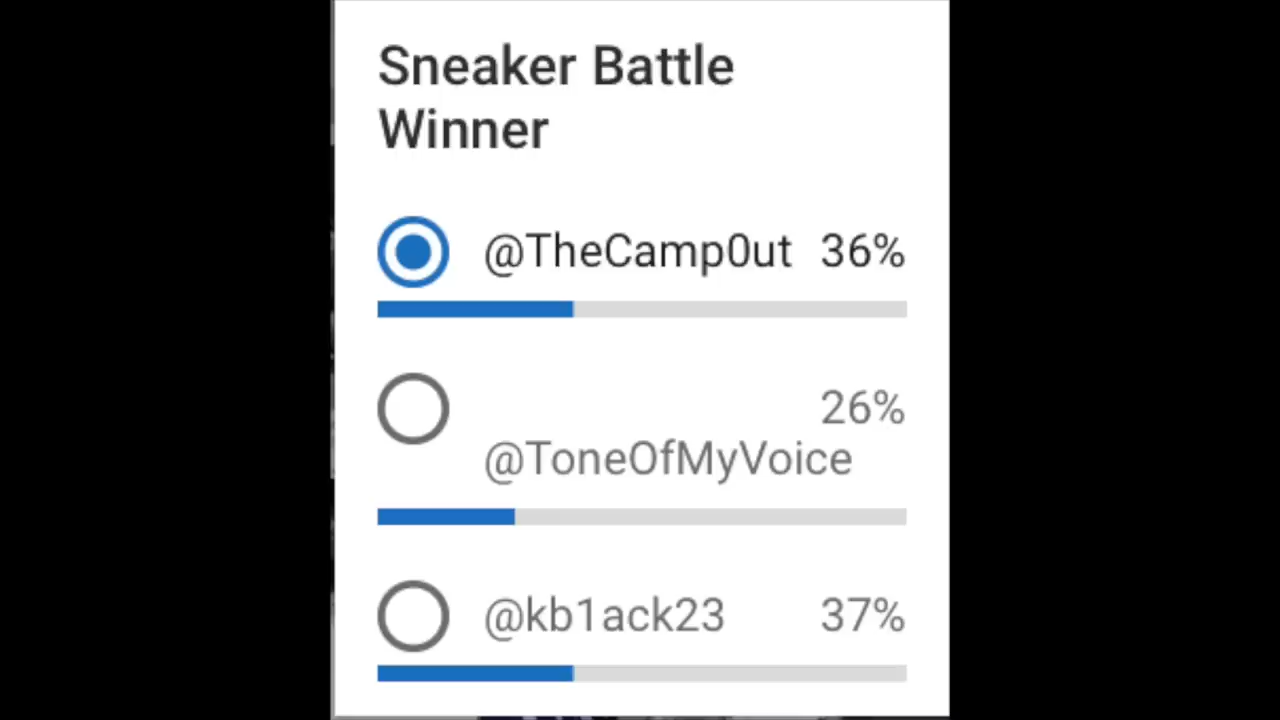 Sneaker Battle
Winner
@TheCamp0ut 36%
26%
@ToneOfMyVoice
@kb1ack23 37%